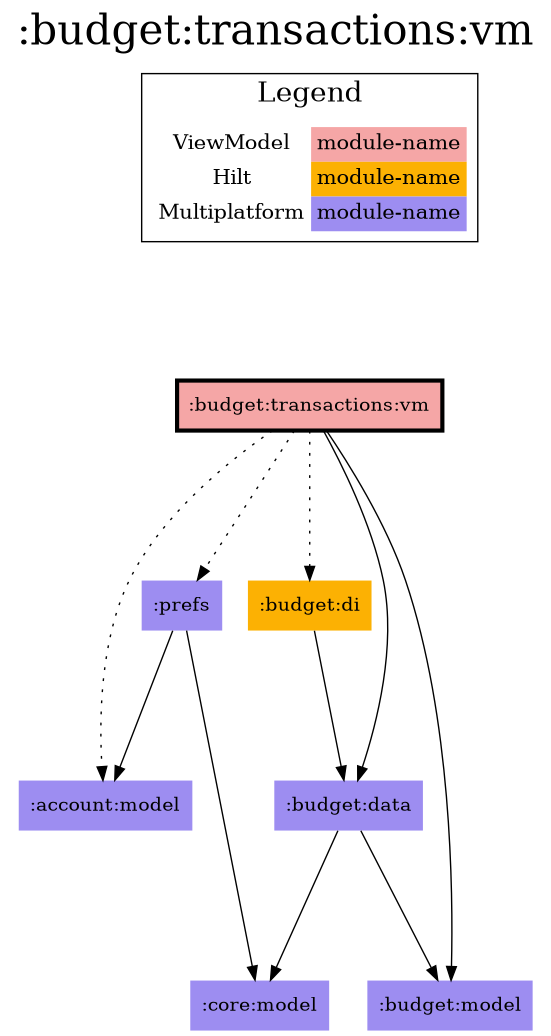 :budget:transactions:vm
Legend
ViewModel module-name
Hilt module-name
Multiplatform module-name
:budget:transactions:vm
:prefs :budget:di
:account:model :budget:data
:core:model :budget:model